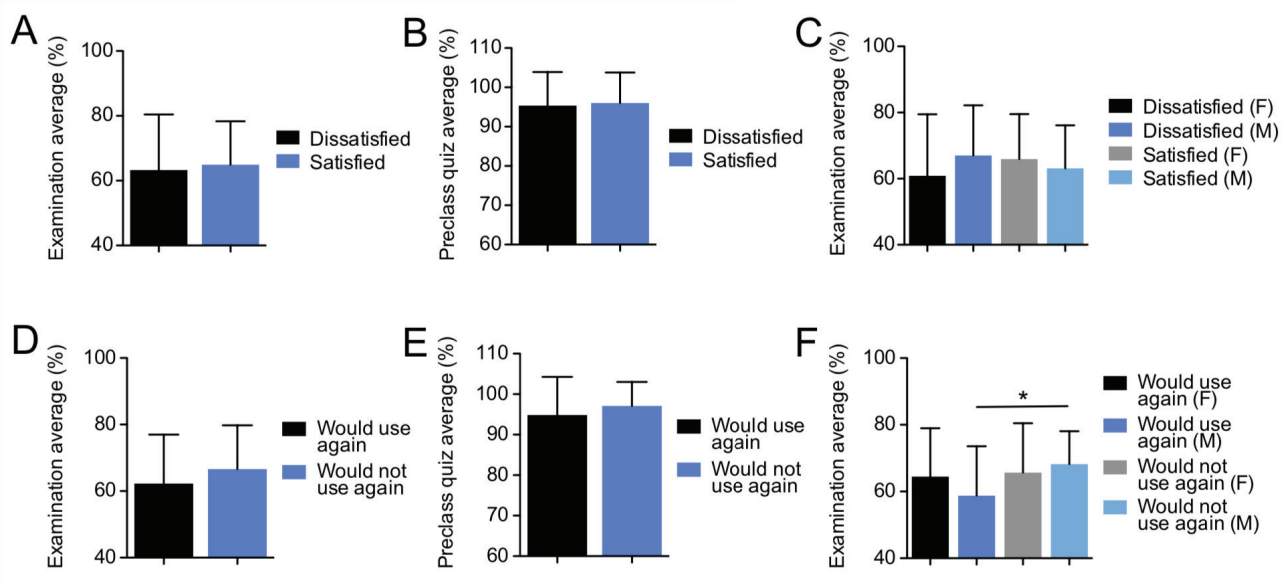 A
Examination average (%)
100
80
60
40
Dissatisfied
Satisfied
B
Preclass quiz average (%)
110
100
90
80
70
60
Dissatisfied
Satisfied
C
Examination average (%)
100
80
60
40
Dissatisfied (F)
Dissatisfied (M)
Satisfied (F)
Satisfied (M)
D
Examination average (%)
100
80
60
40
Would use
again
Would not
use again
E
Preclass quiz average (%)
110
100
90
80
70
60
Would use
again
Would not
use again
F
Examination average (%)
100
80
60
40
*
Would use
again (F)
Would use
again (M)
Would not
use again (F)
Would not
use again (M)